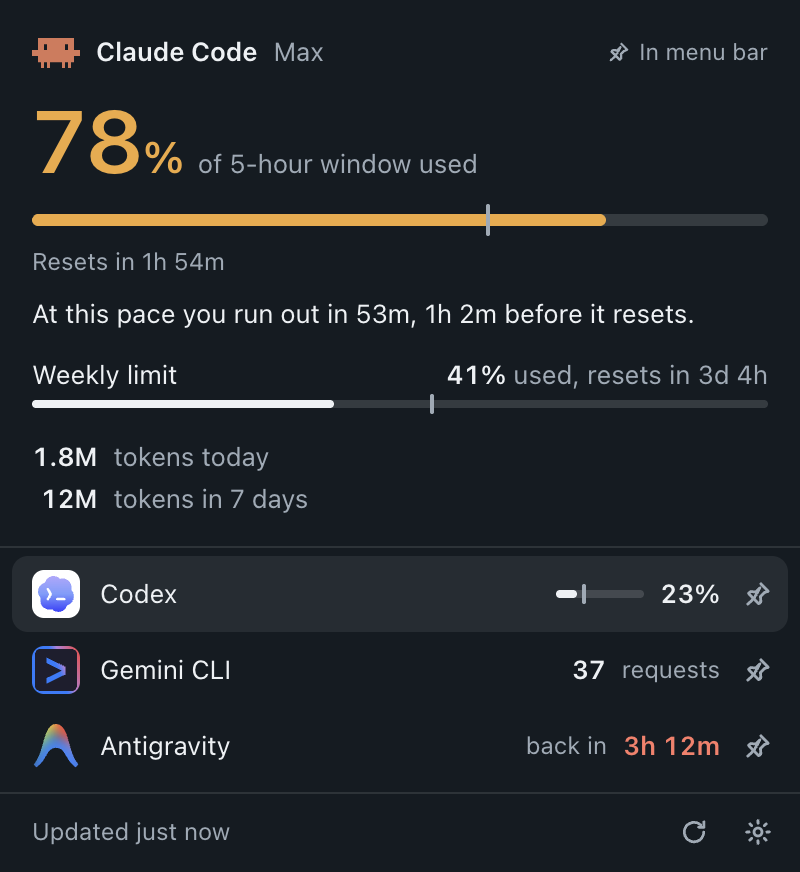 Claude Code Max In menu bar
78% of 5-hour window used
Resets in 1h 54m
At this pace you run out in 53m, 1h 2m before it resets.
Weekly limit 41% used, resets in 3d 4h
1.8M tokens today
12M tokens in 7 days
Codex 23%
Gemini CLI 37 requests
Antigravity back in 3h 12m
Updated just now